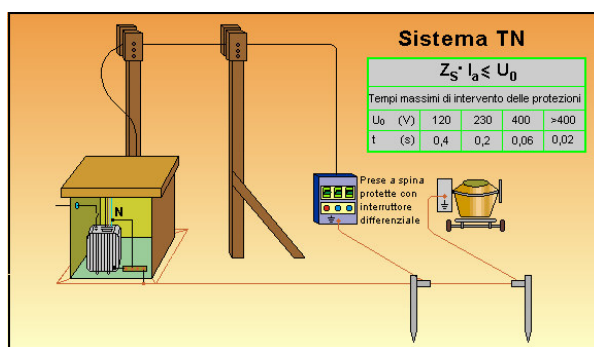 Sistema TN
Zs· Ia ≤ U0
Tempi massimi di intervento delle protezioni
U0 (V) 120 230 400 >400
t (s) 0,4 0,2 0,06 0,02
Prese a spina
protette con
interruttore
differenziale
N